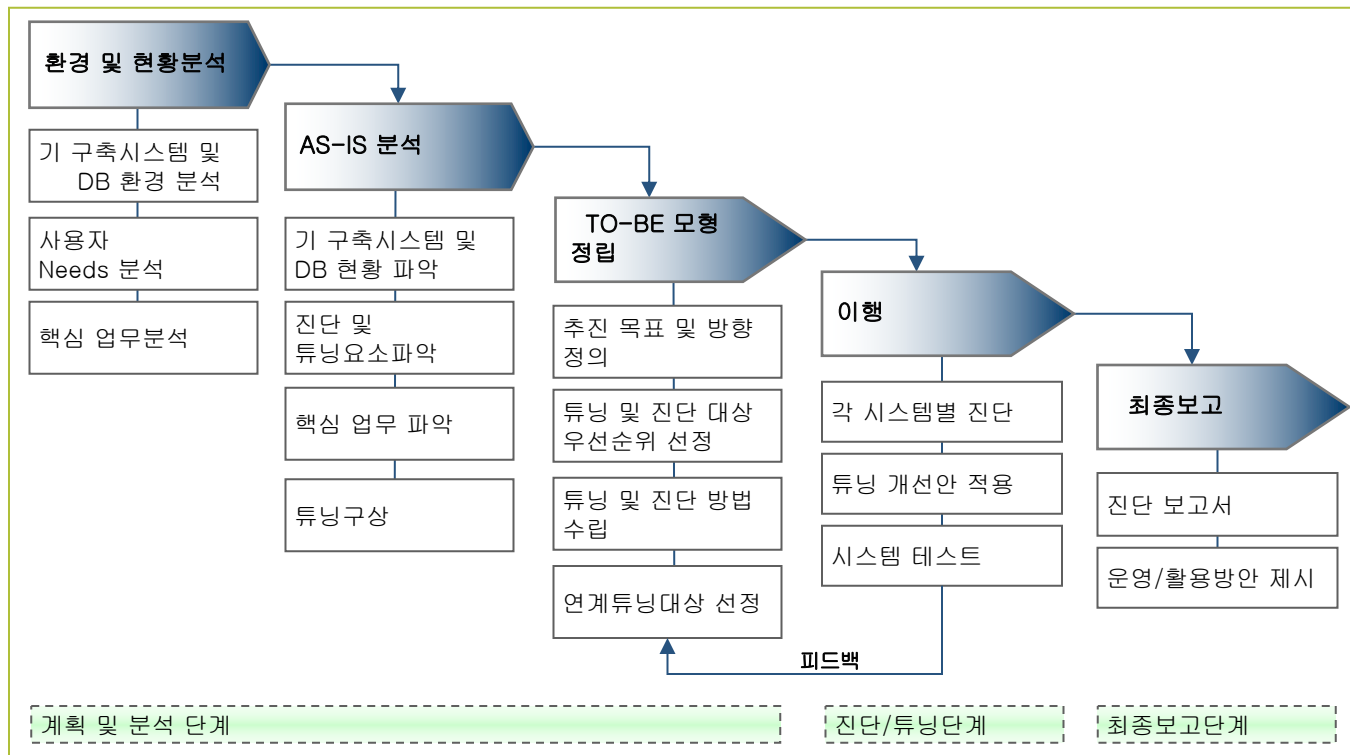 환경 및 현황분석
기 구축시스템 및
DB 환경 분석
사용자
Needs 분석
핵심 업무분석
AS-IS 분석
기 구축시스템 및
DB 현황 파악
진단 및
튜닝요소파악
핵심 업무 파악
튜닝구상
TO-BE 모형
정립
추진 목표 및 방향
정의
튜닝 및 진단 대상
우선순위 선정
튜닝 및 진단 방법
수립
연계튜닝대상 선정
이행
각 시스템별 진단
튜닝 개선안 적용
시스템 테스트
피드백
최종보고
진단 보고서
운영/활용방안 제시
계획 및 분석 단계
진단/튜닝단계
최종보고단계